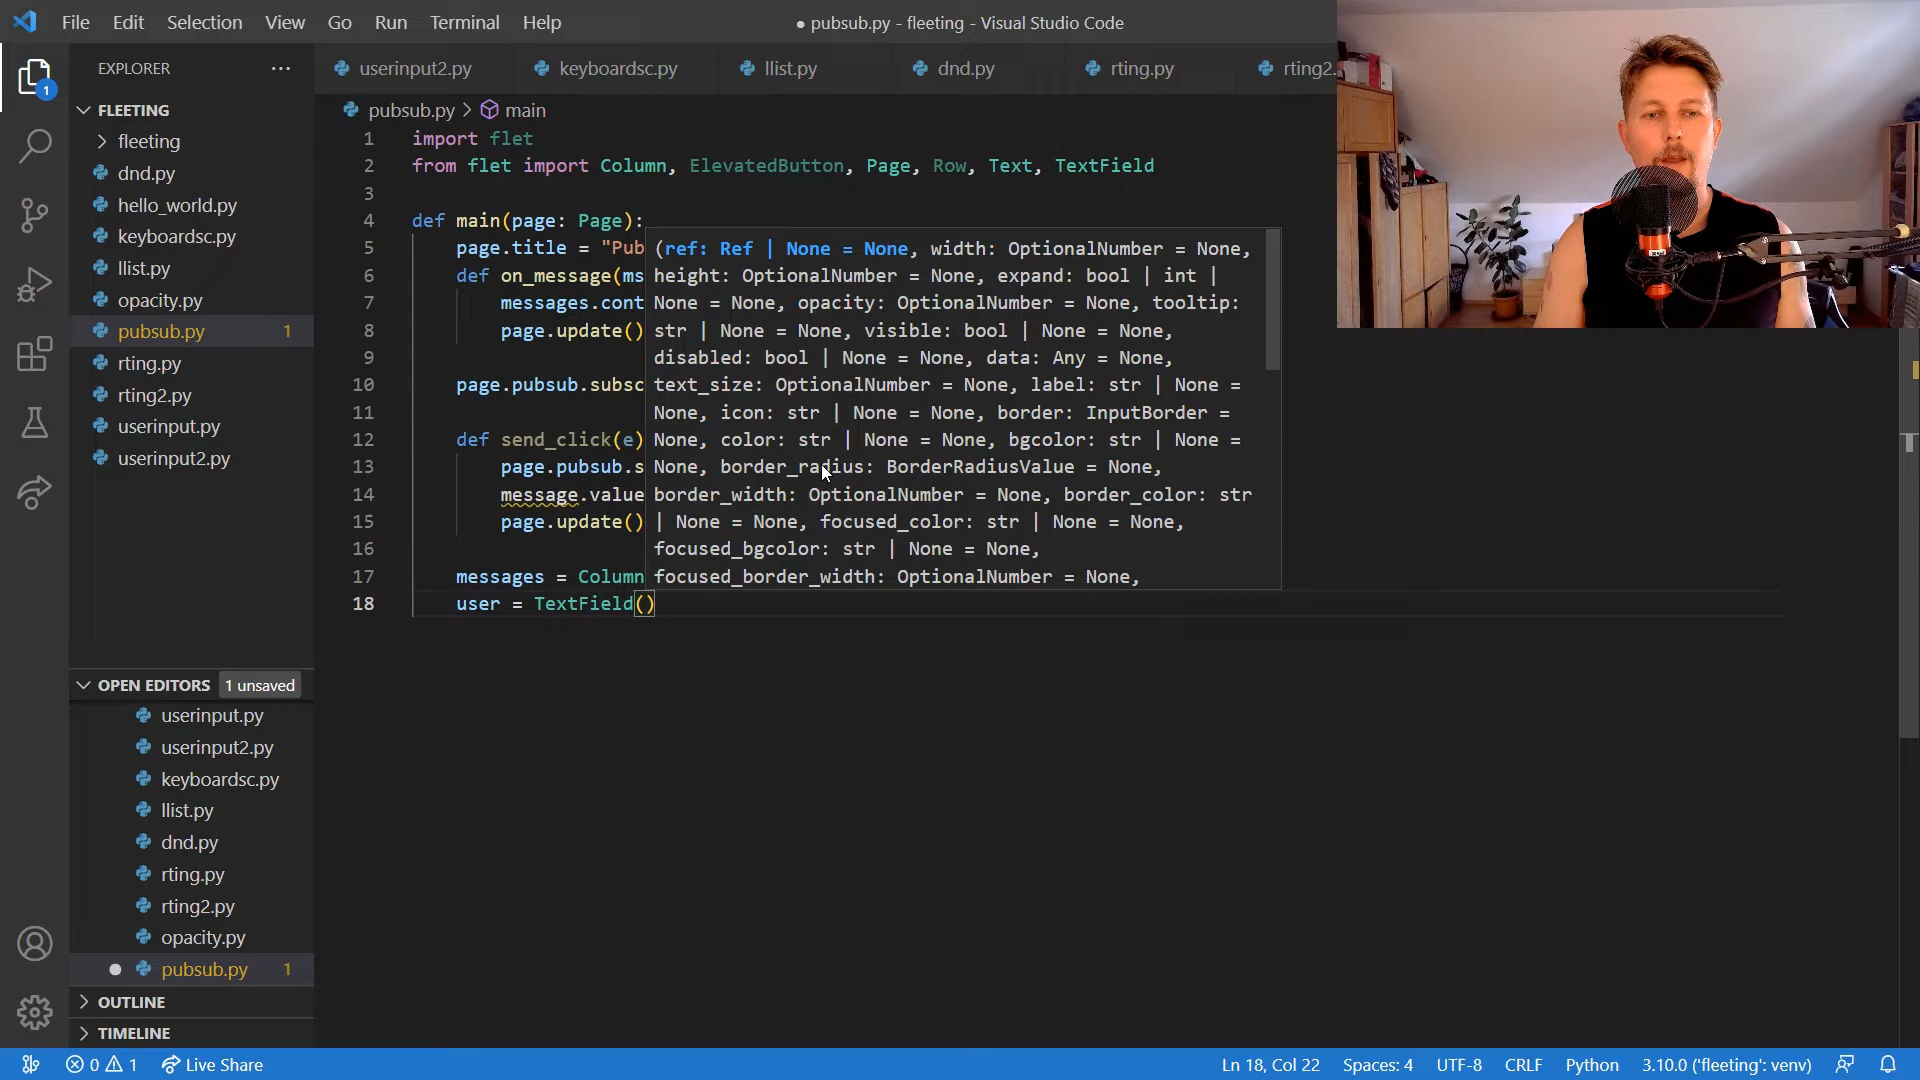 File Edit Selection View Go Run Terminal Help
● pubsub.py - fleeting - Visual Studio Code
EXPLORER ···
userinput2.py keyboardsc.py llist.py dnd.py rting.py rting2.
FLEETING
fleeting
dnd.py
hello_world.py
keyboardsc.py
llist.py
opacity.py
pubsub.py 1
rting.py
rting2.py
userinput.py
userinput2.py
OPEN EDITORS 1 unsaved
userinput.py
userinput2.py
keyboardsc.py
llist.py
dnd.py
rting.py
rting2.py
opacity.py
pubsub.py 1
OUTLINE
TIMELINE
pubsub.py > main
1 import flet
2 from flet import Column, ElevatedButton, Page, Row, Text, TextField
3
4 def main(page: Page):
5 page.title = "Pub
6 def on_message(ms
7 messages.cont
8 page.update()
9
10 page.pubsub.subsc
11
12 def send_click(e)
13 page.pubsub.s
14 message.value
15 page.update()
16
17 messages = Column
18 user = TextField()
(ref: Ref | None = None, width: OptionalNumber = None,
height: OptionalNumber = None, expand: bool | int |
None = None, opacity: OptionalNumber = None, tooltip:
str | None = None, visible: bool | None = None,
disabled: bool | None = None, data: Any = None,
text_size: OptionalNumber = None, label: str | None =
None, icon: str | None = None, border: InputBorder =
None, color: str | None = None, bgcolor: str | None =
None, border_radius: BorderRadiusValue = None,
border_width: OptionalNumber = None, border_color: str
| None = None, focused_color: str | None = None,
focused_bgcolor: str | None = None,
focused_border_width: OptionalNumber = None,
1
0 1 Live Share
Ln 18, Col 22 Spaces: 4 UTF-8 CRLF Python 3.10.0 ('fleeting': venv)